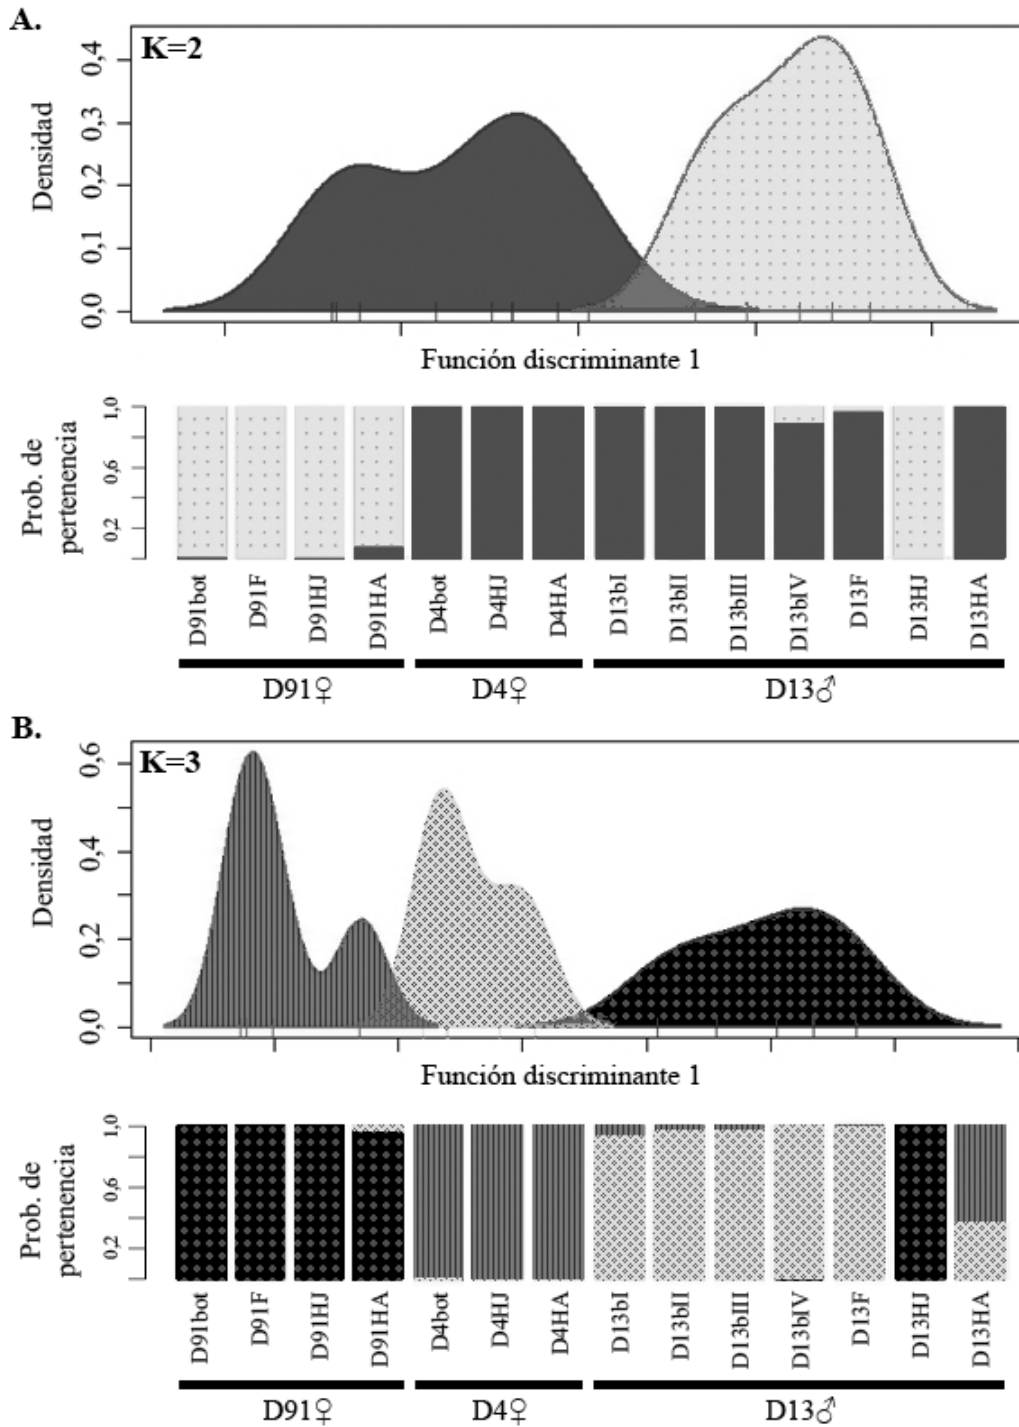 A.
K=2
Densidad
0,4
0,3
0,2
0,1
0,0
Función discriminante 1
Prob. de
pertenencia
1,0
0,6
0,2
D91bot
D91F
D91HJ
D91HA
D4bot
D4HJ
D4HA
D13bI
D13bII
D13bIII
D13bIV
D13F
D13HJ
D13HA
D91♀
D4♀
D13♂
B.
K=3
Densidad
0,6
0,4
0,2
0,0
Función discriminante 1
Prob. de
pertenencia
1,0
0,6
0,2
D91bot
D91F
D91HJ
D91HA
D4bot
D4HJ
D4HA
D13bI
D13bII
D13bIII
D13bIV
D13F
D13HJ
D13HA
D91♀
D4♀
D13♂